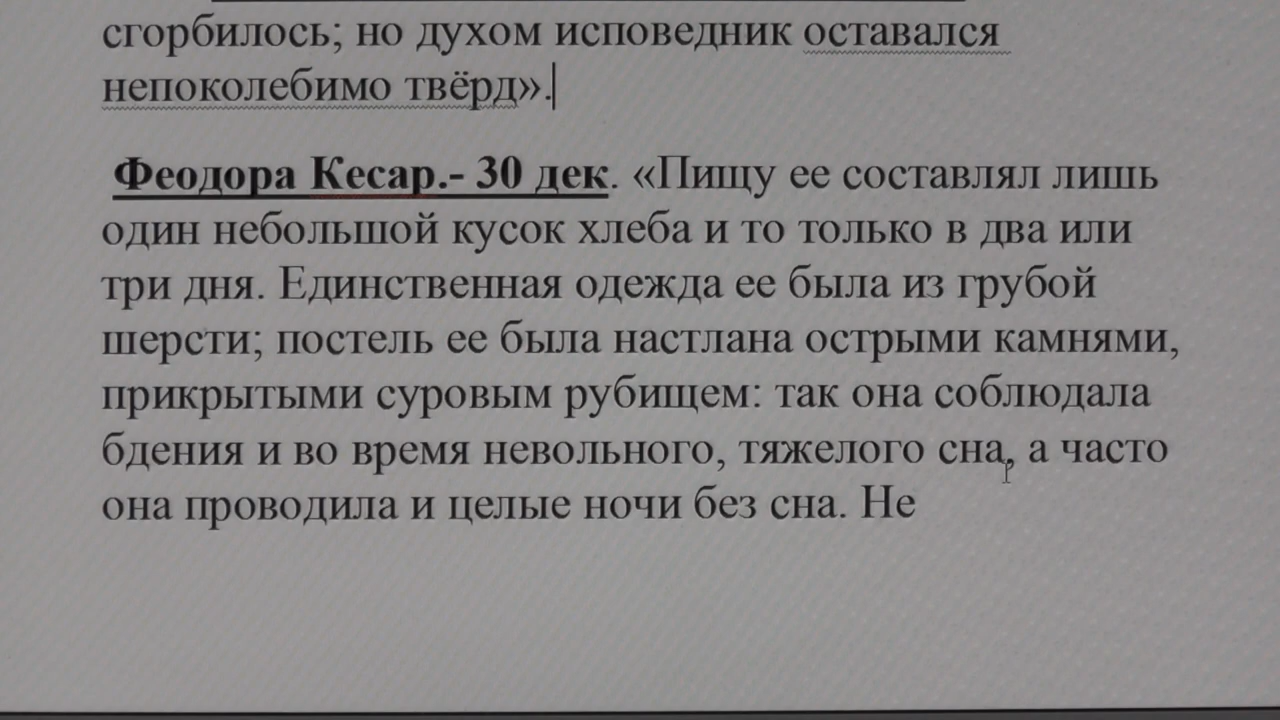 сгорбилось; но духом исповедник оставался
непоколебимо твёрд».
Феодора Кесар.- 30 дек. «Пищу ее составлял лишь
один небольшой кусок хлеба и то только в два или
три дня. Единственная одежда ее была из грубой
шерсти; постель ее была настлана острыми камнями,
прикрытыми суровым рубищем: так она соблюдала
бдения и во время невольного, тяжелого сна, а часто
она проводила и целые ночи без сна. Не